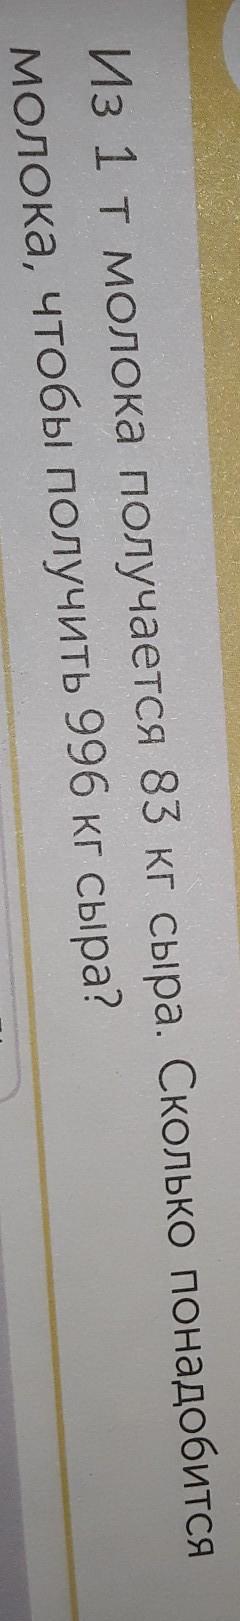 Из 1 т молока получается 83 кг сыра. Сколько понадобится
молока, чтобы получить 996 кг сыра?